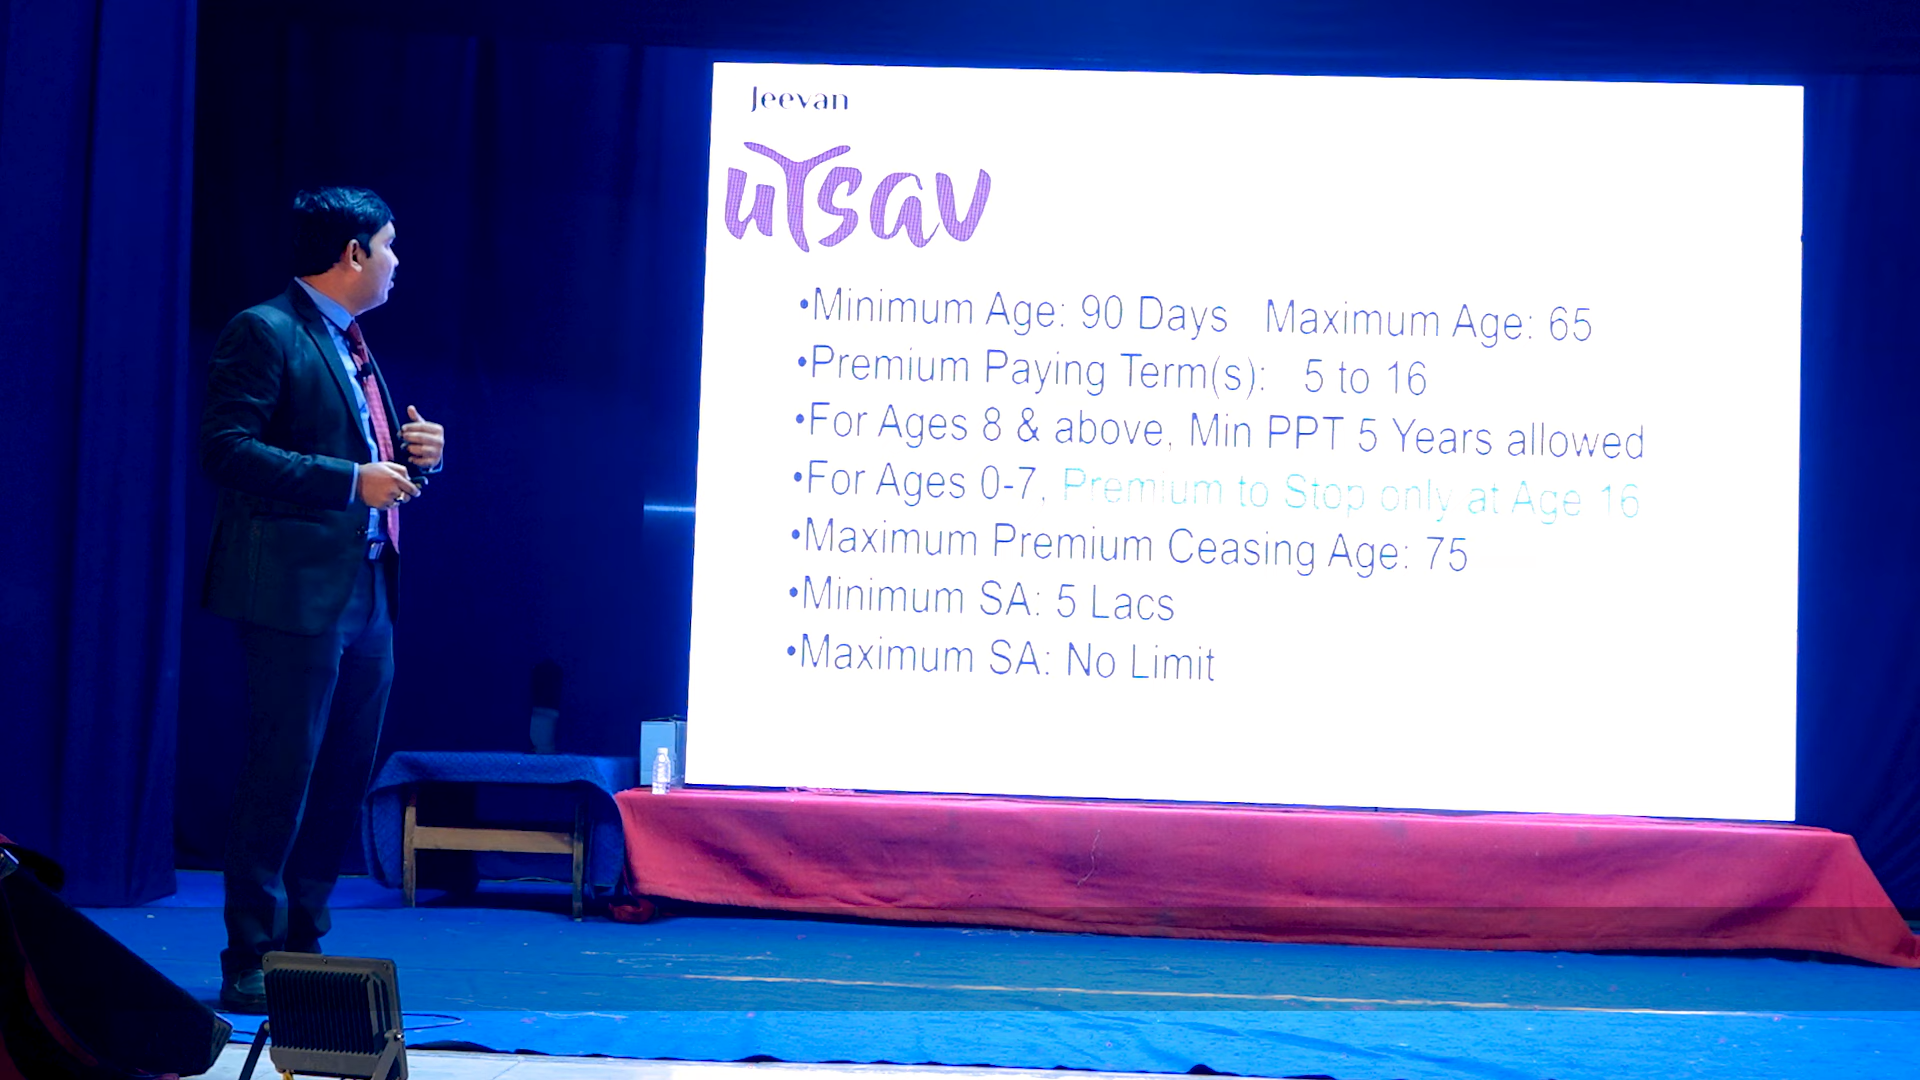 Jeevan
utsav
•Minimum Age: 90 Days Maximum Age: 65
•Premium Paying Term(s): 5 to 16
•For Ages 8 & above, Min PPT 5 Years allowed
•For Ages 0-7, Premium to Stop only at Age 16
•Maximum Premium Ceasing Age: 75
•Minimum SA: 5 Lacs
•Maximum SA: No Limit